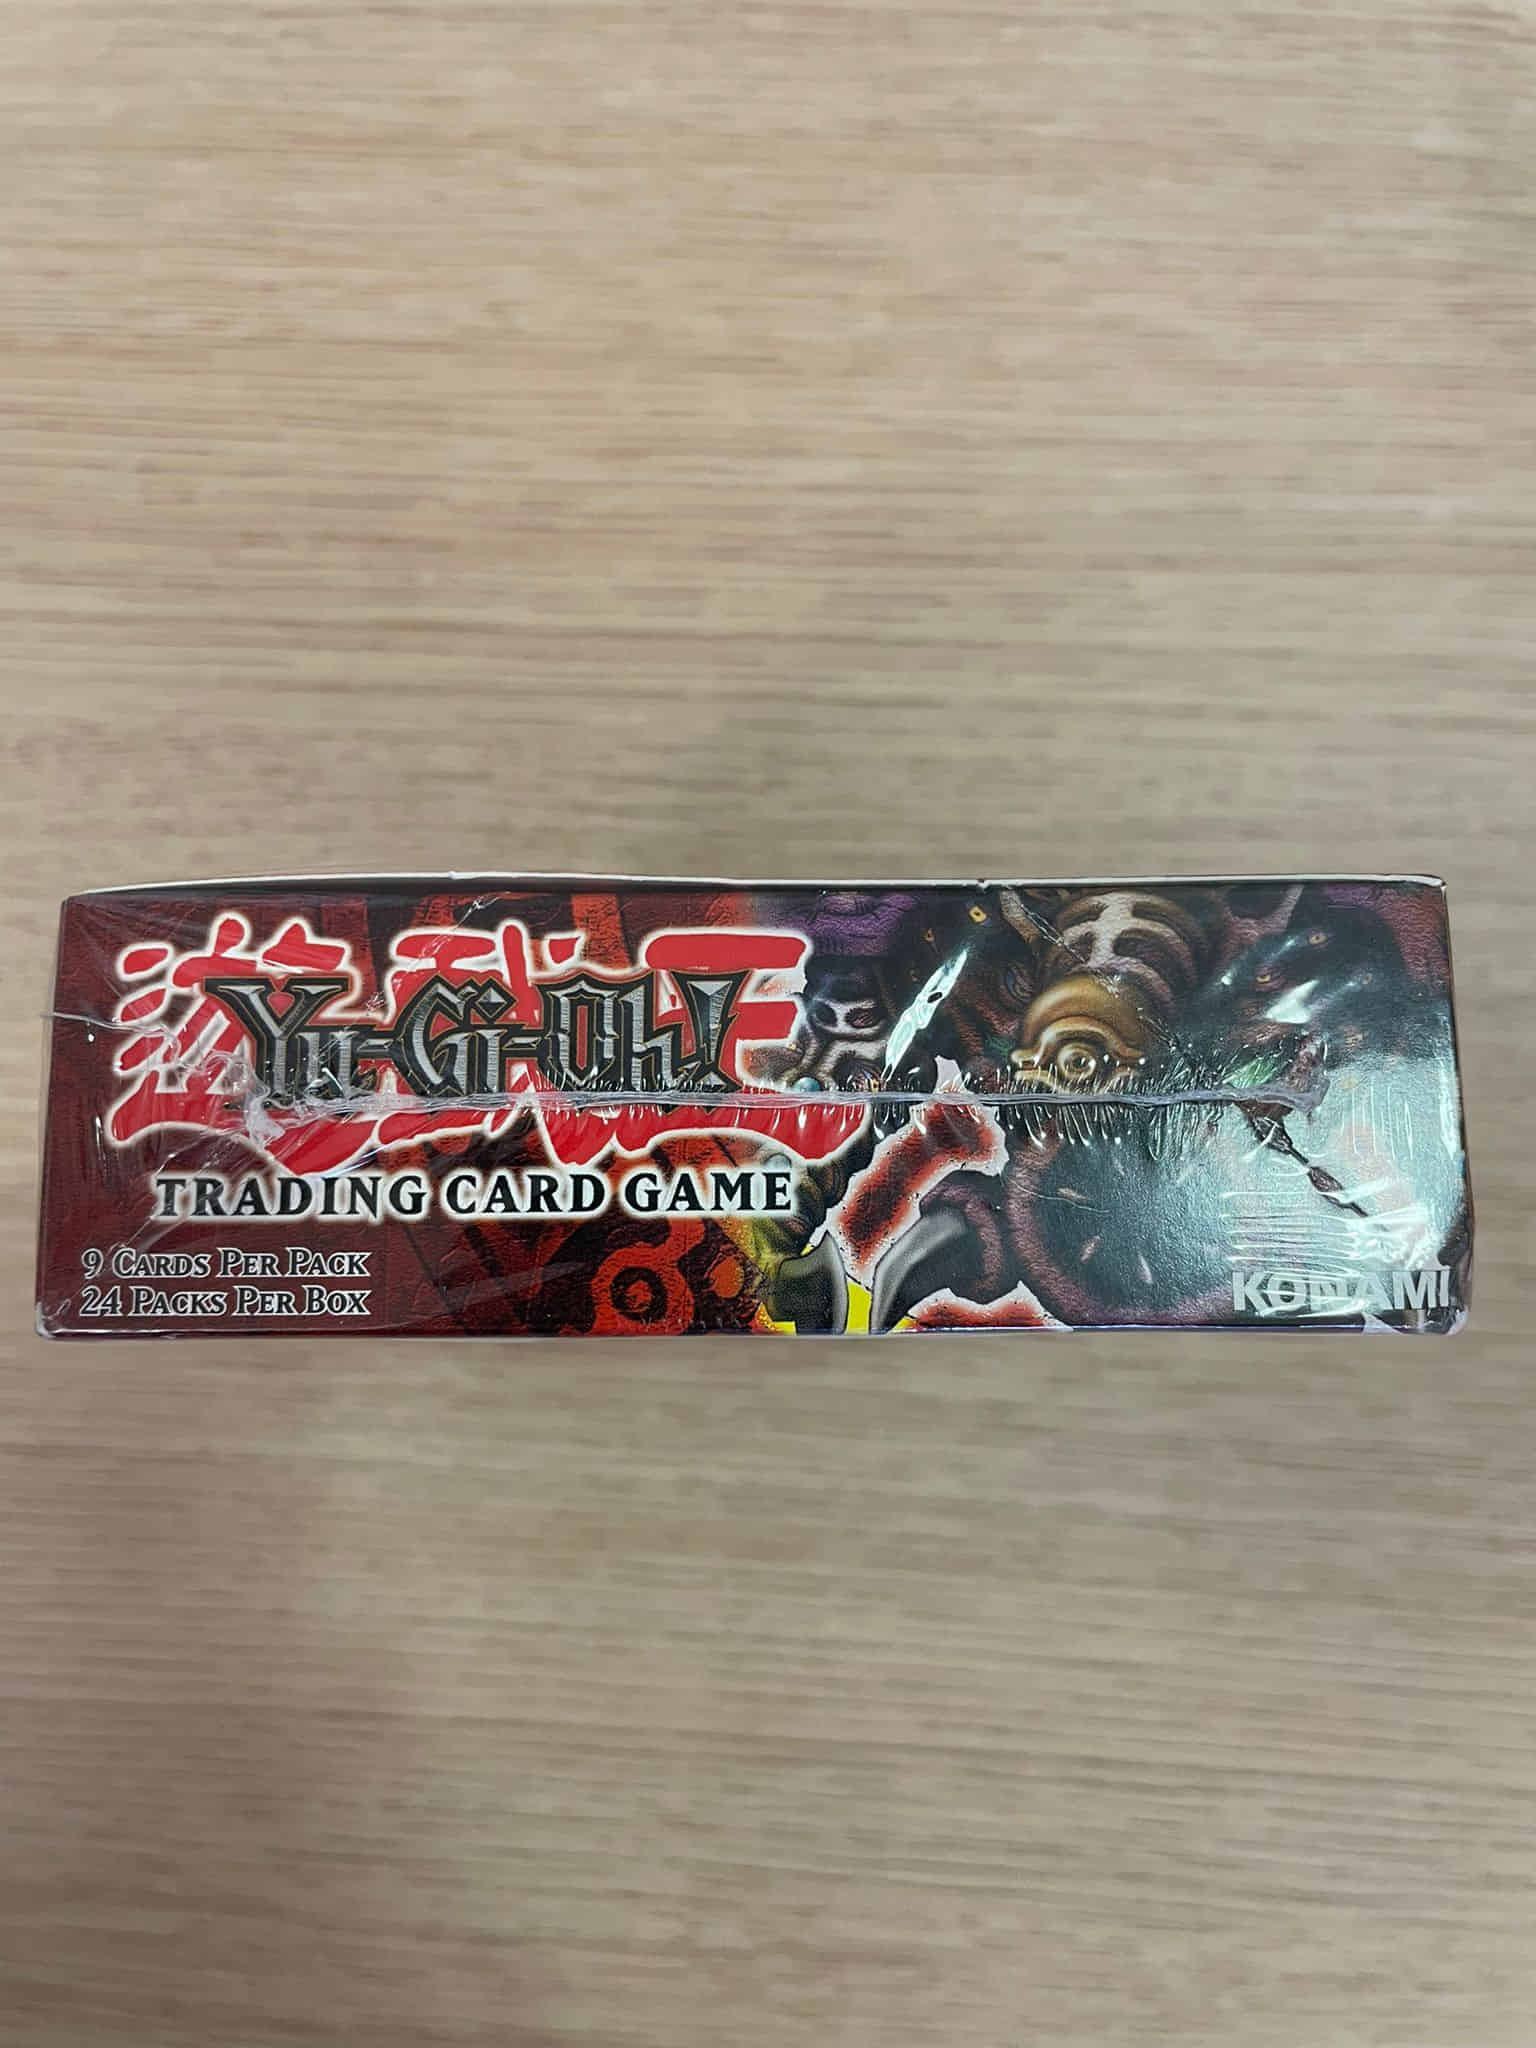 遊戯王
Yu-Gi-Oh!
TRADING CARD GAME
9 CARDS PER PACK
24 PACKS PER BOX
KONAMI